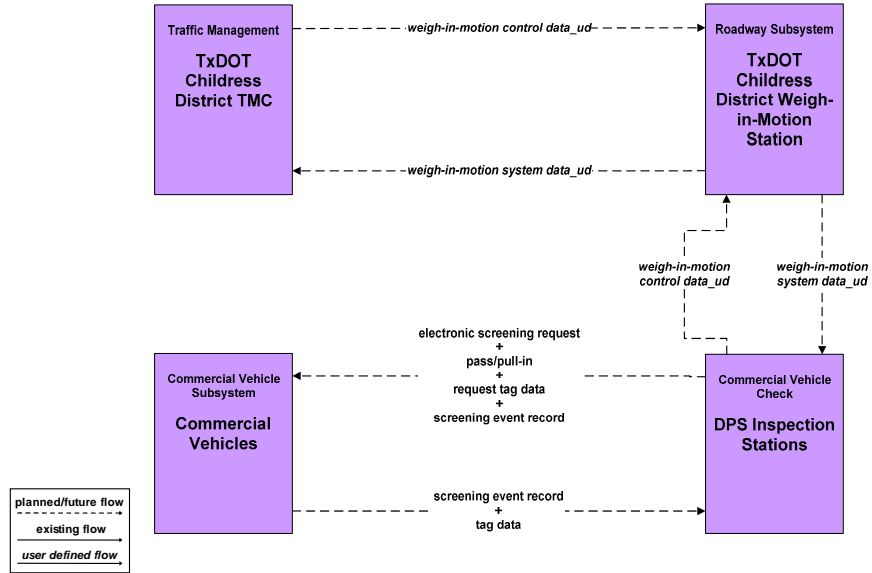 Traffic Management
TxDOT
Childress
District TMC
weigh-in-motion control data_ud
Roadway Subsystem
TxDOT
Childress
District Weigh-
in-Motion
Station
weigh-in-motion system data_ud
weigh-in-motion
control data_ud
weigh-in-motion
system data_ud
electronic screening request
+
pass/pull-in
+
request tag data
+
screening event record
Commercial Vehicle
Subsystem
Commercial
Vehicles
Commercial Vehicle
Check
DPS Inspection
Stations
screening event record
+
tag data
planned/future flow
existing flow
user defined flow